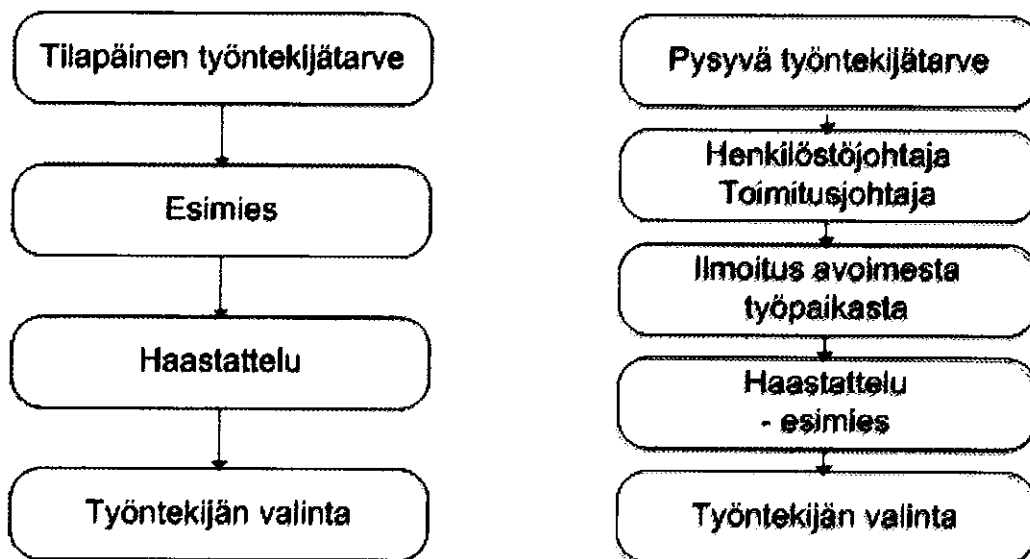 Tilapäinen työntekijätarve
Esimies
Haastattelu
Työntekijän valinta
Pysyvä työntekijätarve
Henkilöstöjohtaja
Toimitusjohtaja
Ilmoitus avoimesta
työpaikasta
Haastattelu
- esimies
Työntekijän valinta